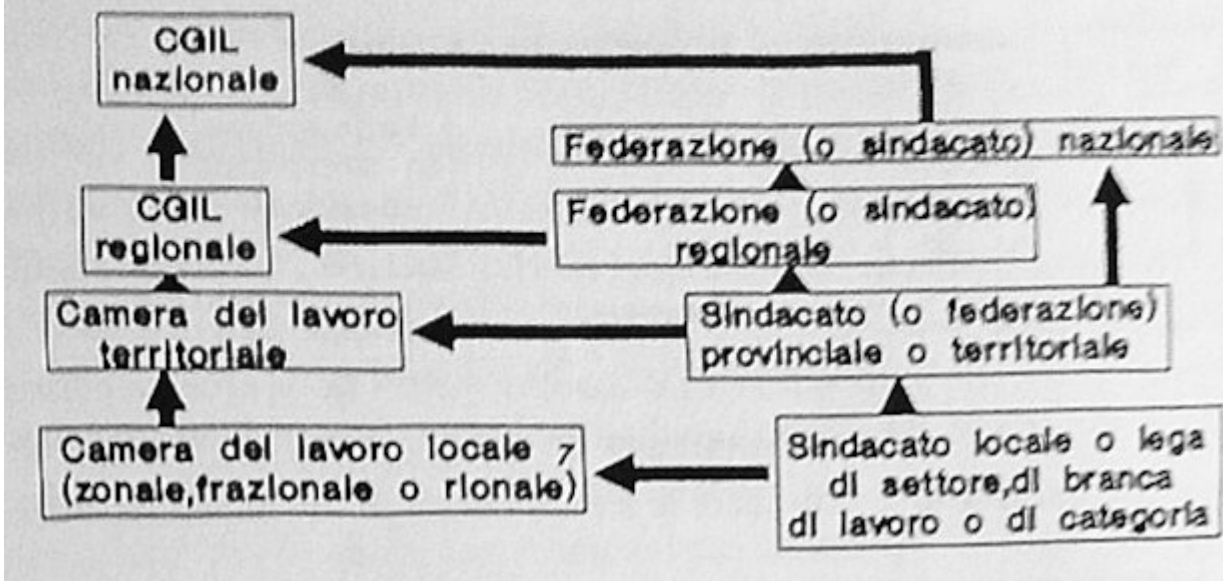 CGIL
nazionale
Federazione (o sindacato) nazionale
CGIL
regionale
Federazione (o sindacato)
regionale
Camera del lavoro
territoriale
Sindacato (o federazione)
provinciale o territoriale
Camera del lavoro locale 7
(zonale,frazionale o rionale)
Sindacato locale o lega
di settore,di branca
di lavoro o di categoria